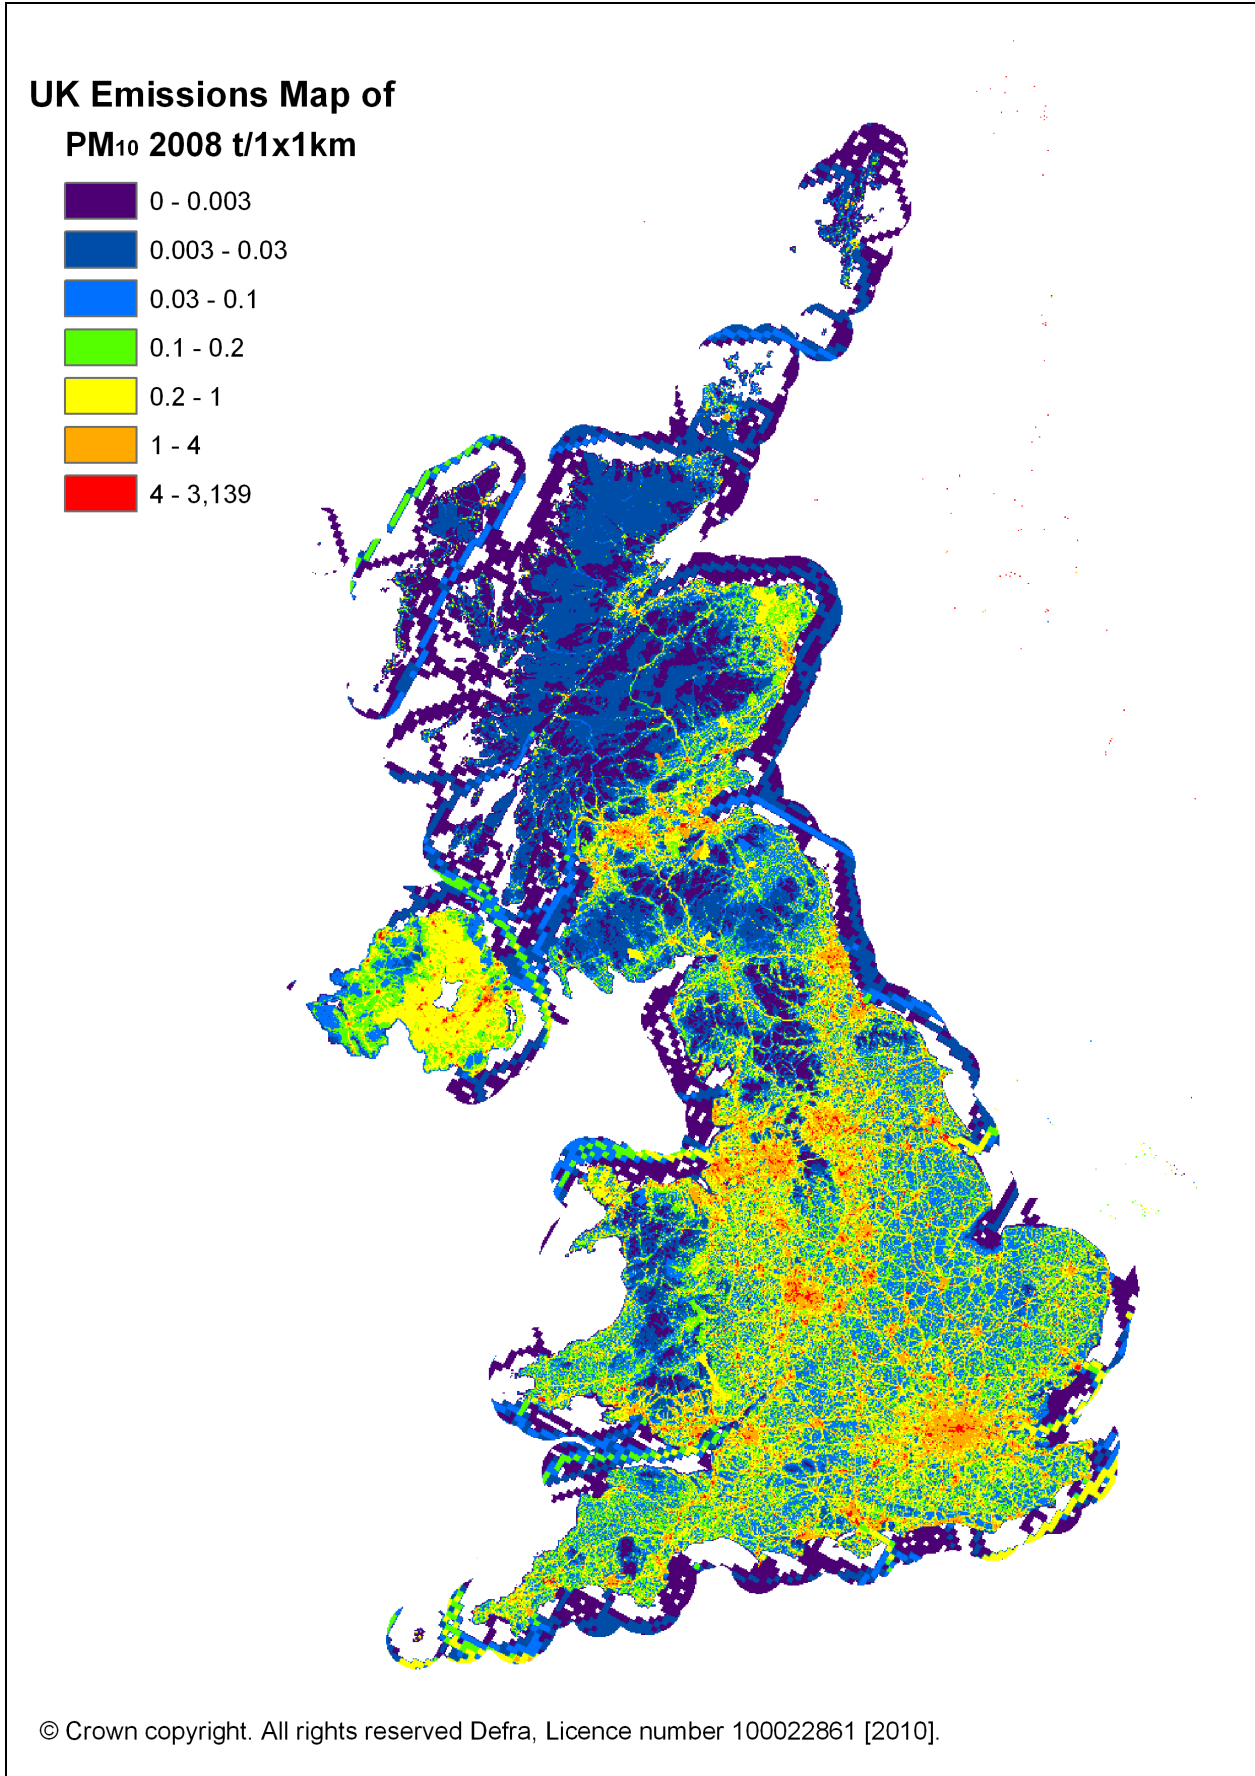 UK Emissions Map of
PM10 2008 t/1x1km
0 - 0.003
0.003 - 0.03
0.03 - 0.1
0.1 - 0.2
0.2 - 1
1 - 4
4 - 3,139
© Crown copyright. All rights reserved Defra, Licence number 100022861 [2010].